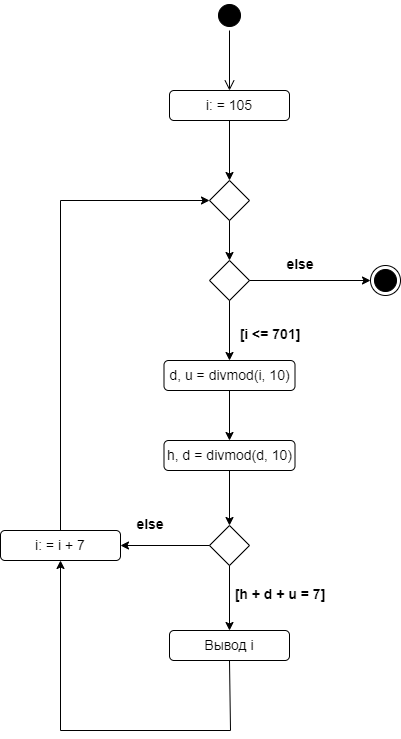 i: = 105
else
[i <= 701]
d, u = divmod(i, 10)
h, d = divmod(d, 10)
else
i: = i + 7
[h + d + u = 7]
Вывод i